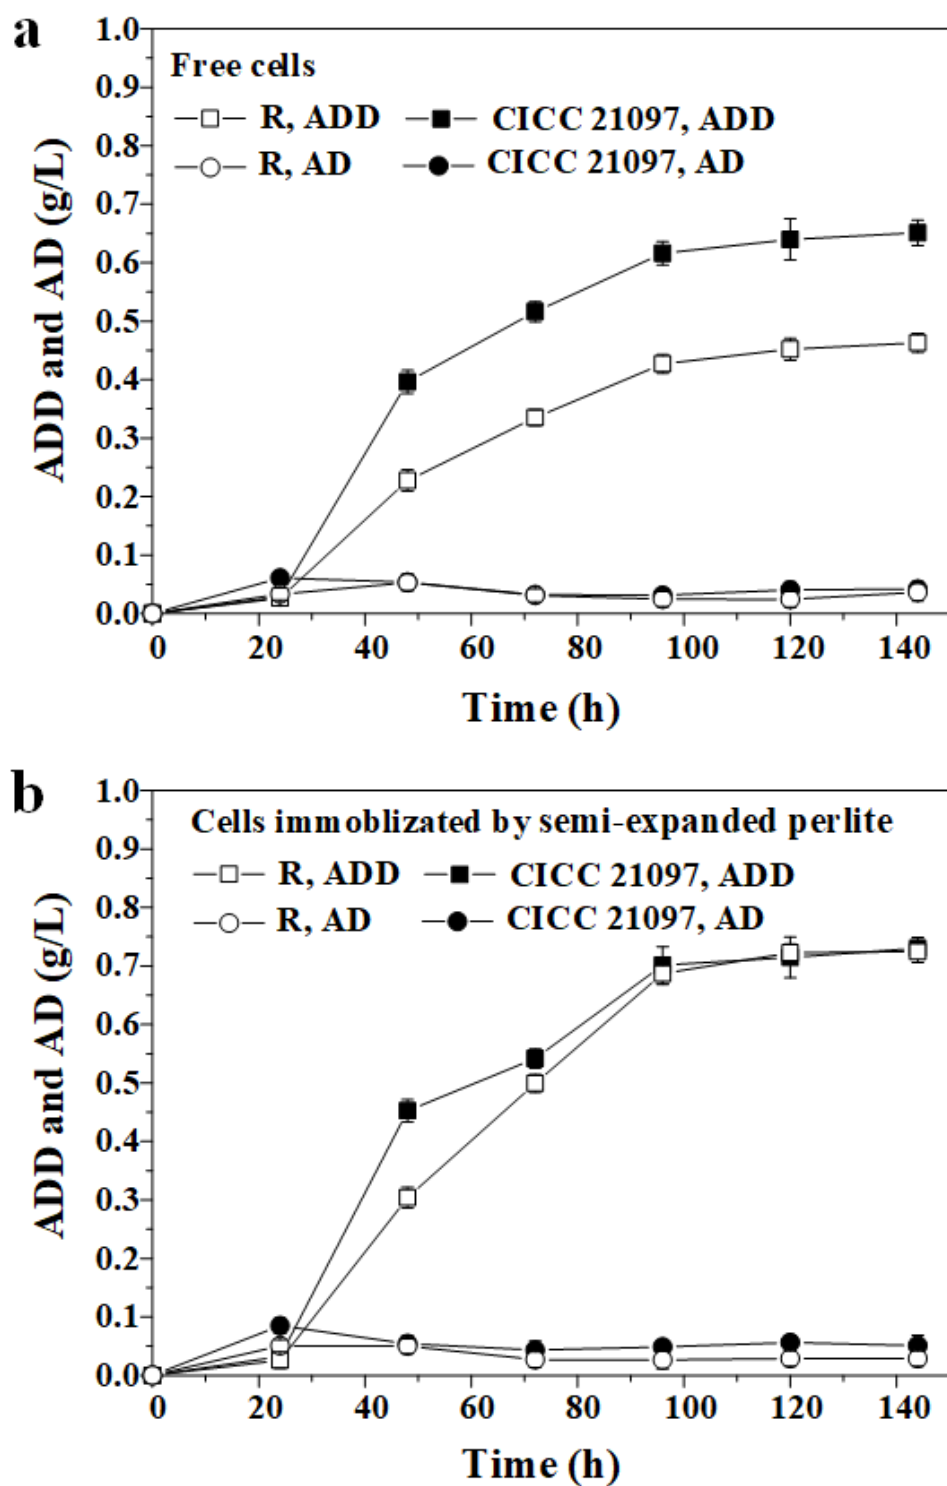 a
Free cells
R, ADD CICC 21097, ADD
R, AD CICC 21097, AD
ADD and AD (g/L)
1.0
0.9
0.8
0.7
0.6
0.5
0.4
0.3
0.2
0.1
0.0
0 20 40 60 80 100 120 140
Time (h)
b
Cells immoblizated by semi-expanded perlite
R, ADD CICC 21097, ADD
R, AD CICC 21097, AD
ADD and AD (g/L)
1.0
0.9
0.8
0.7
0.6
0.5
0.4
0.3
0.2
0.1
0.0
0 20 40 60 80 100 120 140
Time (h)